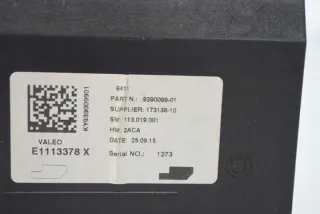 6411
PART N.: 9390099-01
SUPPLIER: 173138-10
SW: 113.019.001
HW: 2ACA
DATE: 25.09.15
Serial NO.: 1273
KY939009901
VALEO
E1113378 X